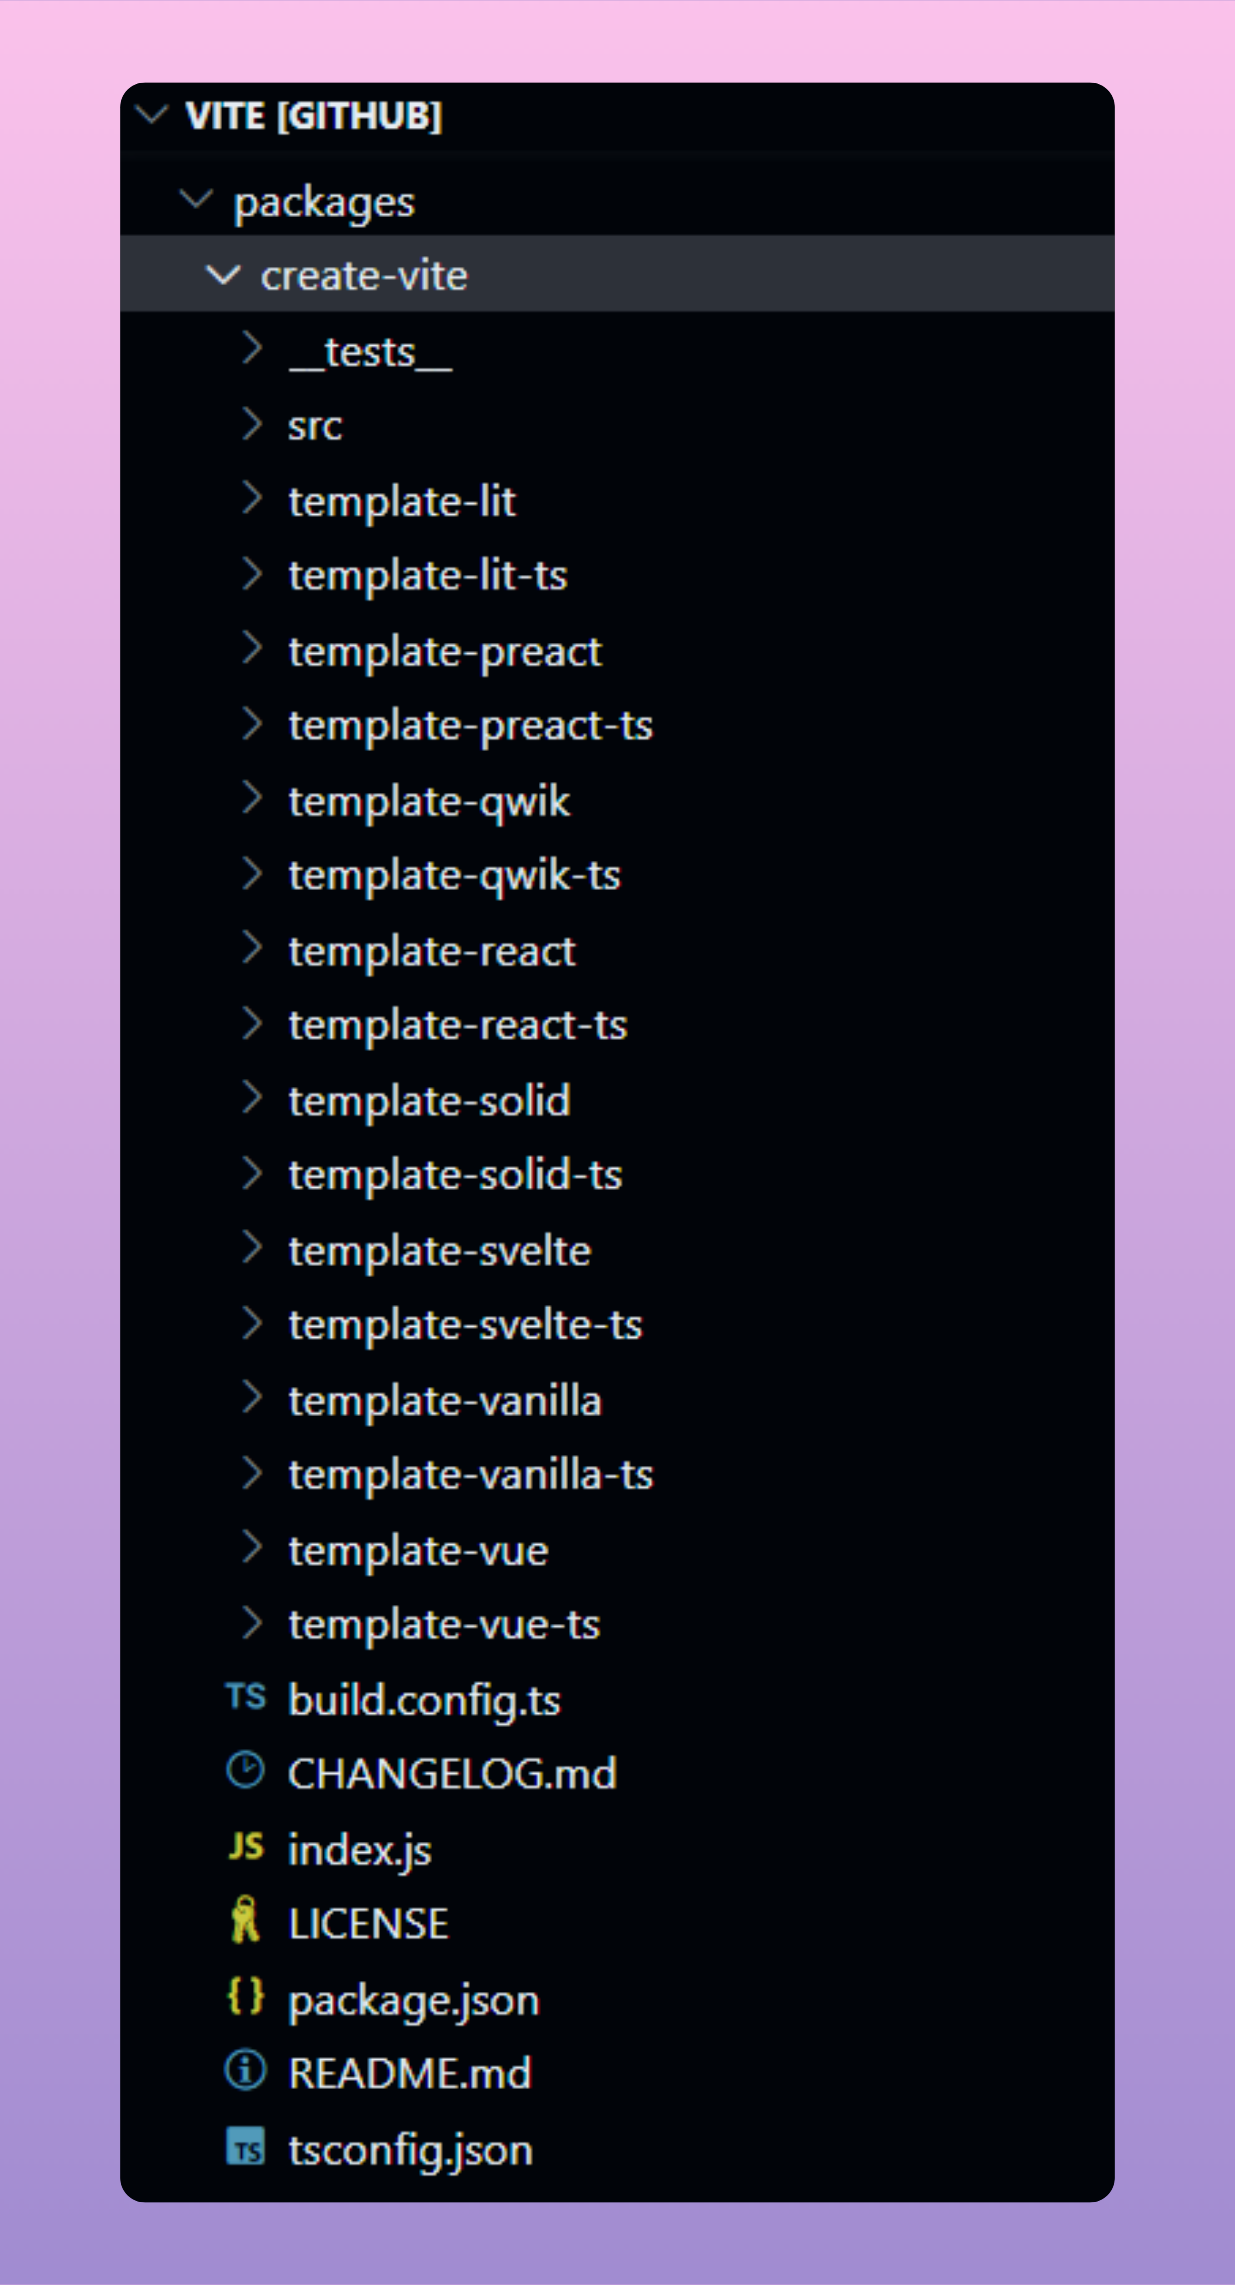 VITE [GITHUB]
packages
create-vite
__tests__
src
template-lit
template-lit-ts
template-preact
template-preact-ts
template-qwik
template-qwik-ts
template-react
template-react-ts
template-solid
template-solid-ts
template-svelte
template-svelte-ts
template-vanilla
template-vanilla-ts
template-vue
template-vue-ts
TS build.config.ts
CHANGELOG.md
JS index.js
LICENSE
{} package.json
README.md
TS tsconfig.json